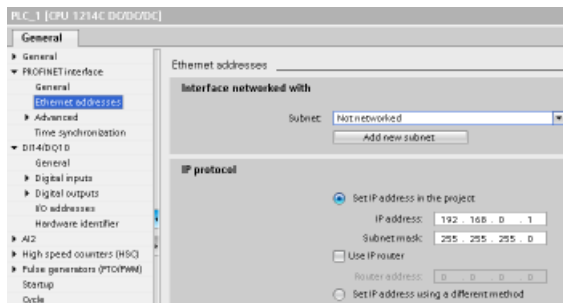 PLC_1 [CPU 1214C DC/DC/DC]
General
General
PROFINET interface
General
Ethernet addresses
Advanced
Time synchronization
DI14/DQ10
General
Digital inputs
Digital outputs
I/O addresses
Hardware identifier
AI2
High speed counters (HSC)
Pulse generators (PTO/PWM)
Startup
Cycle
Ethernet addresses
Interface networked with
Subnet: Not networked
Add new subnet
IP protocol
Set IP address in the project
IP address: 192 . 168 . 0 . 1
Subnet mask: 255 . 255 . 255 . 0
Use IP router
Router address: 0 . 0 . 0 . 0
Set IP address using a different method